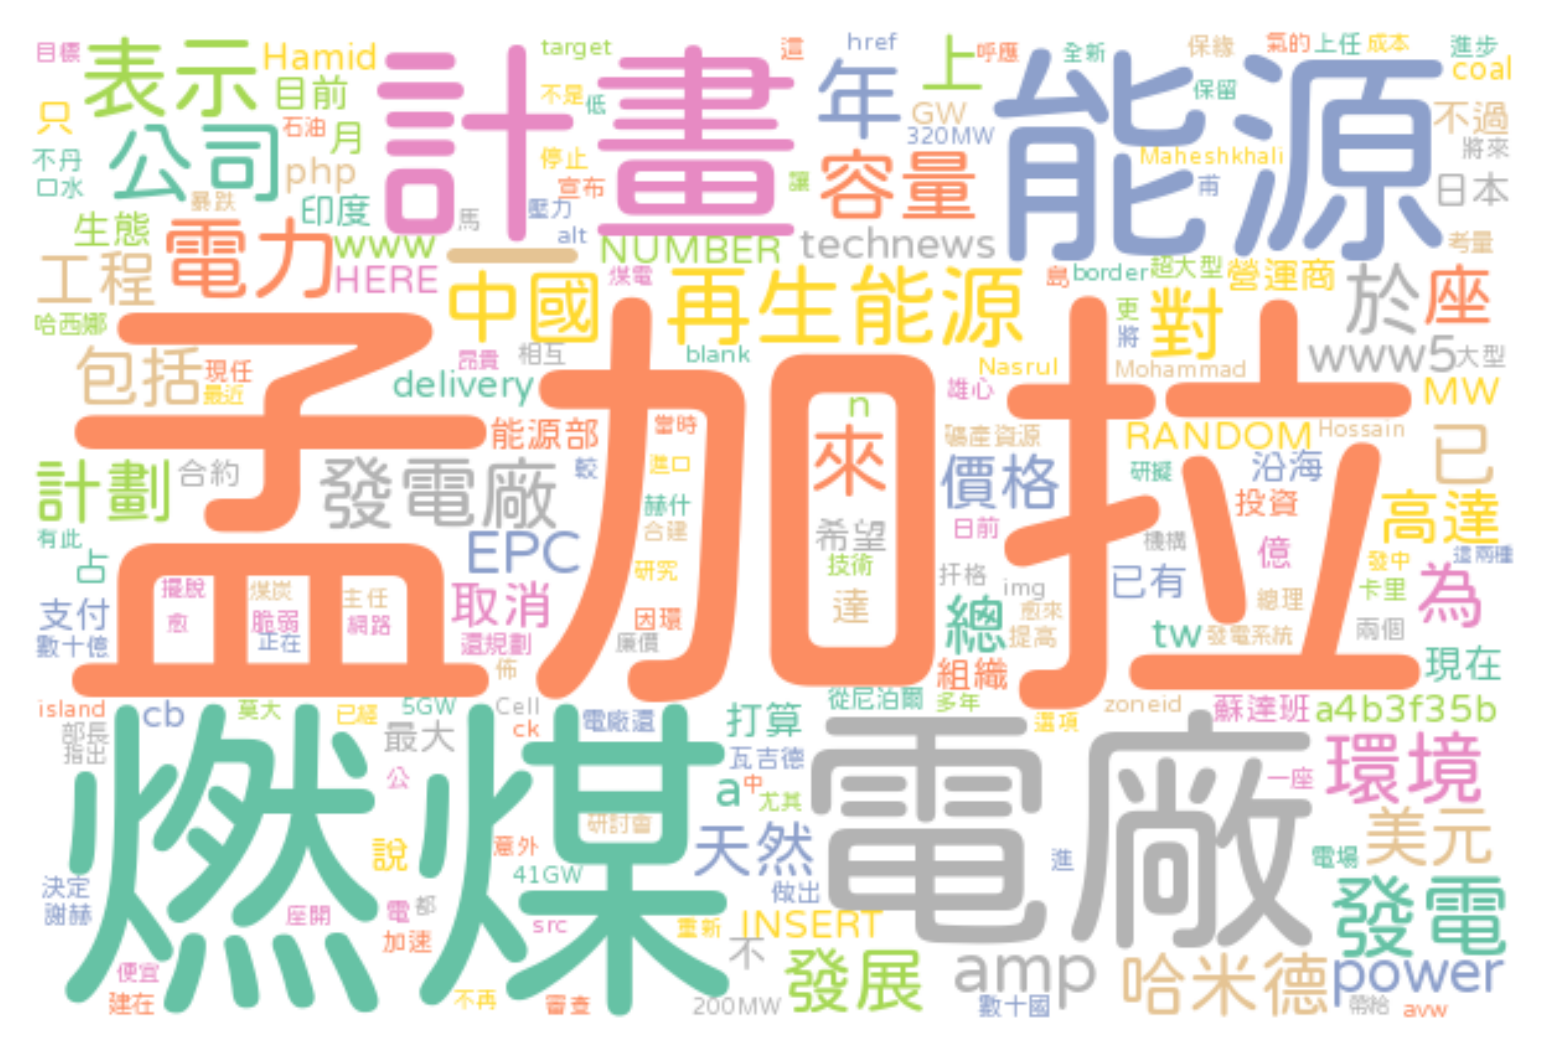 目標 表示 Hamid 計畫 target 這 href 上 呼應 全新 能源 保緣 氣的 上任 成本 進步
只 目前 不是 低 年 GW 保留 coal
公司 石油 月 320MW 不過
不丹 php 停止 容量 Maheshkhali 將來
口水 暴跌 印度 馬 宣布 壓力 讓 甫 日本
生態 電力 www alt NUMBER technews 考量
工程 HERE 一 中國 煤電 再生能源 島 border 超大型 營運商 於 座
哈西娜 更 對
包括 現任 昂貴 相互 blank 將 www5 大型
最近 delivery Nasrul Mohammad MW
孟加拉 雄心
n
能源部 當時 來 礦產資源 RANDOM Hossain 已
計劃 合約 發電廠 較 進口 價格 研擬 沿海
赫什 投資 高達
有此 EPC 合建 希望 日前 機構 億 發中 這兩種
占 擺脫 煤炭 主任 取消 研究 技術 扞格 img 已有 卡里 為
支付 愈 脆弱 網路 因環 達 總 愈來 總理
數十億 正在 還規劃 廉價 提高 tw 發電系統 兩個
佈 組織 現在
island cb 莫大 已經 5GW Cell 電廠還 打算 從尼泊爾 多年 zoneid 蘇達班 a4b3f35b
部長 最大 ck 選項
指出 瓦吉德 環境
燃煤 公 a 中 電廠 一座
尤其 美元
說 研討會 意外 天然 進 電場
決定 41GW 做出 發電
謝赫 座開 電 都 src 重新 INSERT
加速 不
便宜 發展 amp 哈米德 power
建在 不再 審查 200MW 數十國 帶給 avw